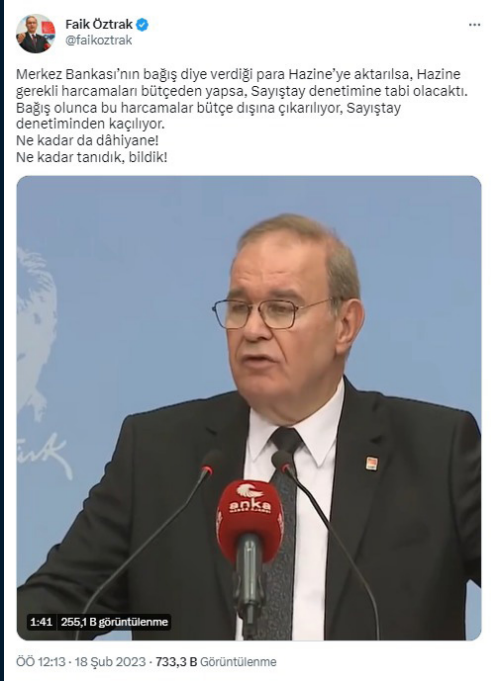 Faik Öztrak
@faikoztrak
Merkez Bankası’nın bağış diye verdiği para Hazine’ye aktarılsa, Hazine
gerekli harcamaları bütçeden yapsa, Sayıştay denetimine tabi olacaktı.
Bağış olunca bu harcamalar bütçe dışına çıkarılıyor, Sayıştay
denetiminden kaçılıyor.
Ne kadar da dâhiyane!
Ne kadar tanıdık, bildik!
anka
1:41 255,1 B görüntülenme
ÖÖ 12:13 · 18 Şub 2023 · 733,3 B Görüntülenme